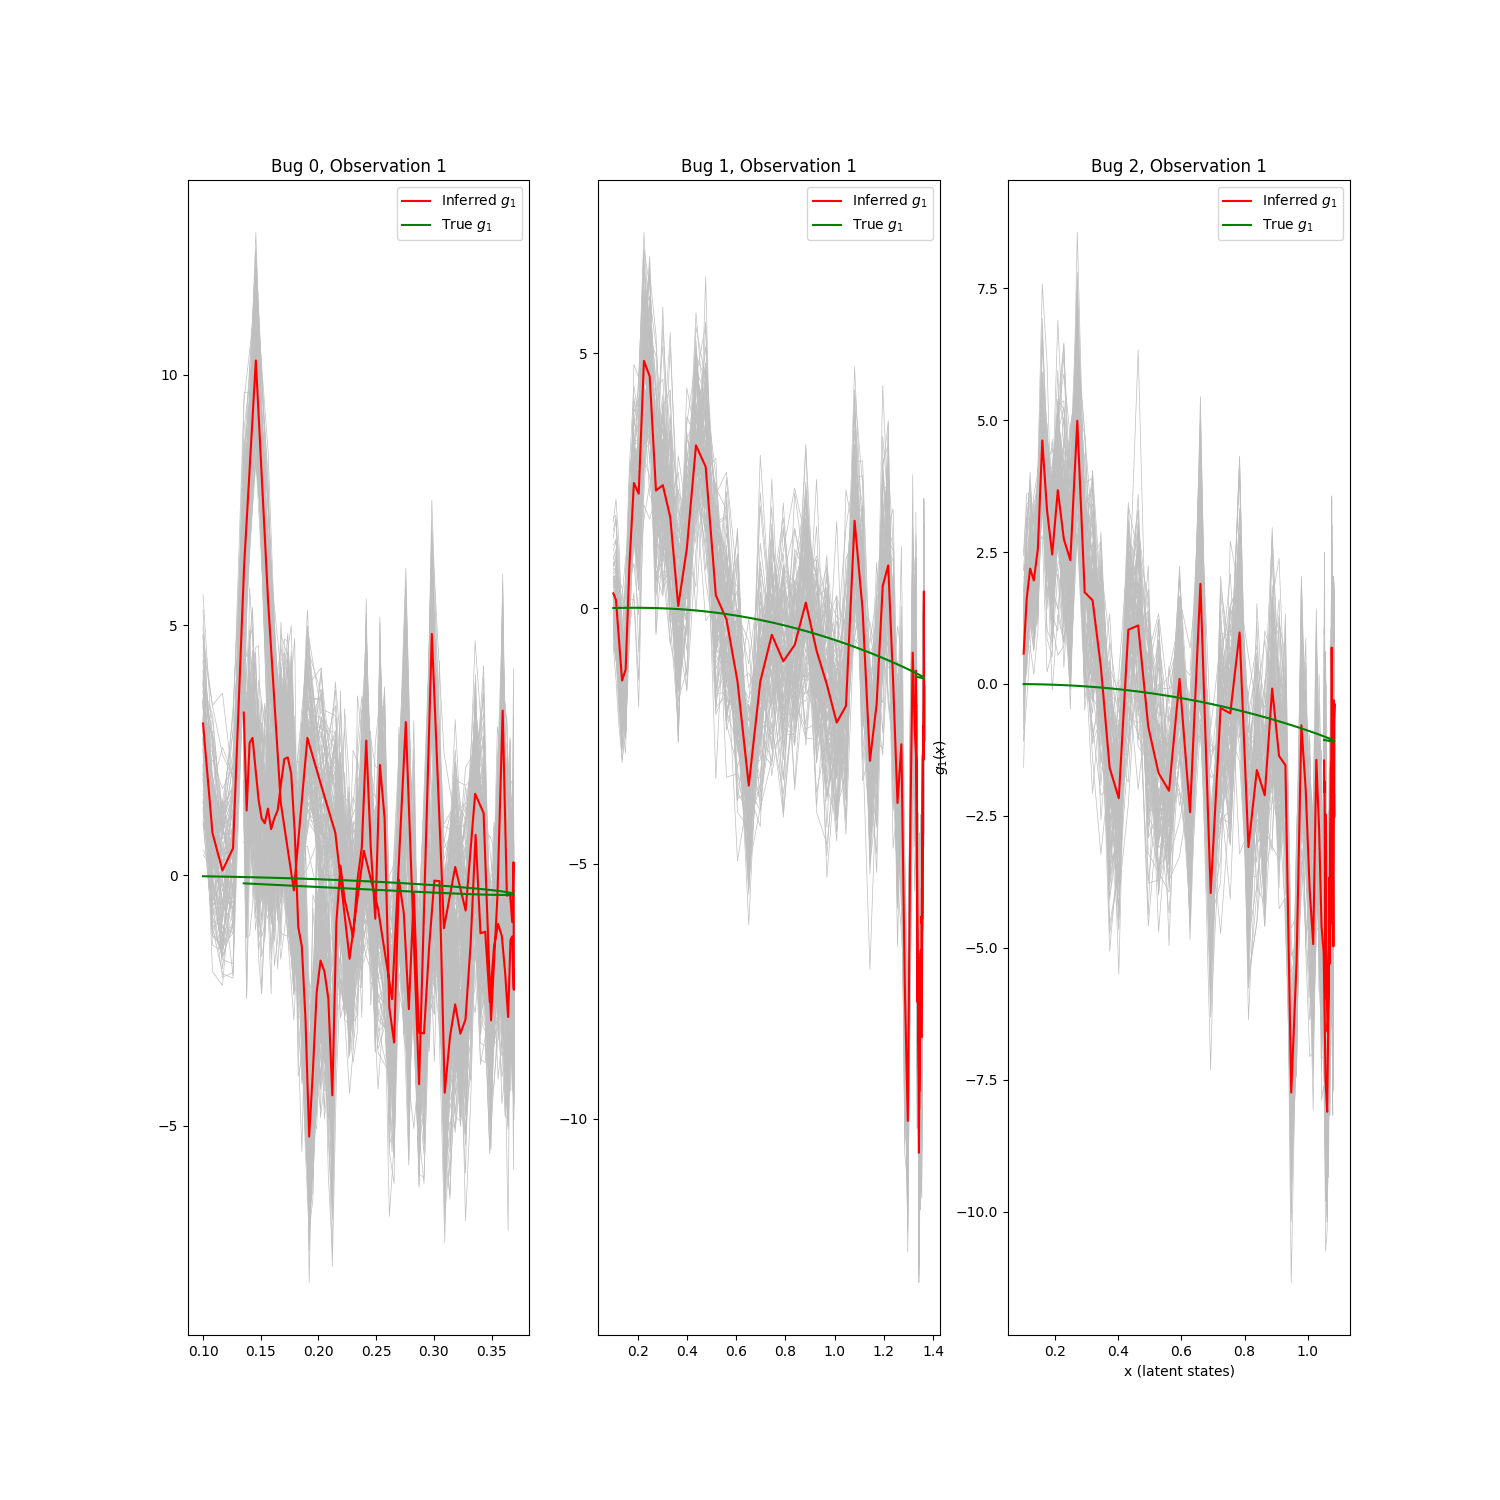 Bug 0, Observation 1
Inferred g₁
True g₁
10
5
0
−5
0.10 0.15 0.20 0.25 0.30 0.35
Bug 1, Observation 1
Inferred g₁
True g₁
5
0
−5
−10
0.2 0.4 0.6 0.8 1.0 1.2 1.4
Bug 2, Observation 1
Inferred g₁
True g₁
g₁(x)
7.5
5.0
2.5
0.0
−2.5
−5.0
−7.5
−10.0
0.2 0.4 0.6 0.8 1.0
x (latent states)